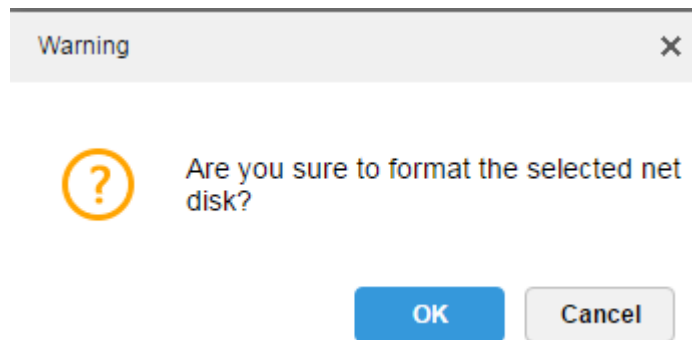 Warning
Are you sure to format the selected net
disk?
OK
Cancel